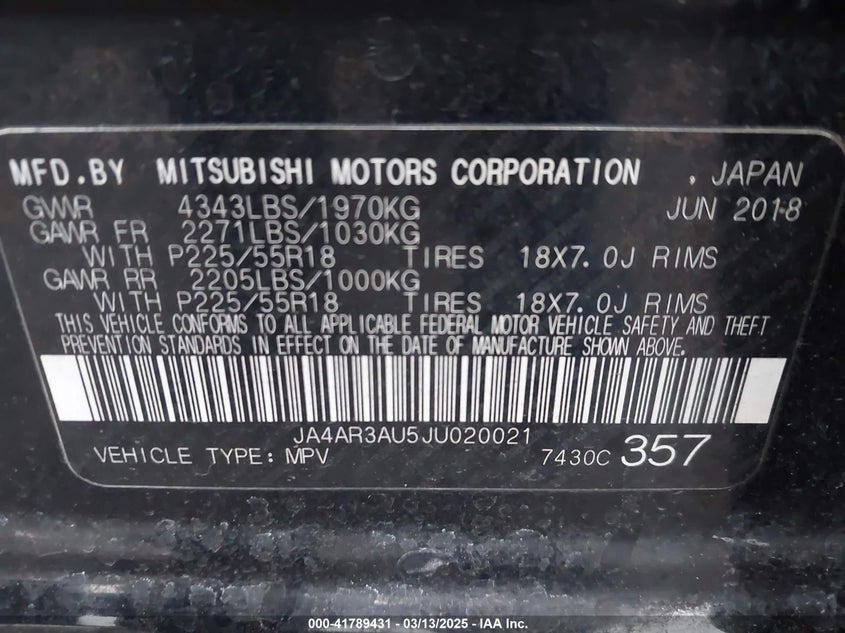 MFD.BY MITSUBISHI MOTORS CORPORATION , JAPAN
GVWR 4343LBS/1970KG JUN 2018
GAWR FR 2271LBS/1030KG
WITH P225/55R18 TIRES 18X7.0J RIMS
GAWR RR 2205LBS/1000KG
WITH P225/55R18 TIRES 18X7.0J RIMS
THIS VEHICLE CONFORMS TO ALL APPLICABLE FEDERAL MOTOR VEHICLE SAFETY AND THEFT
PREVENTION STANDARDS IN EFFECT ON THE DATE OF MANUFACTURE SHOWN ABOVE.
JA4AR3AU5JU020021
VEHICLE TYPE: MPV 7430C 357
000-41789431 - 03/13/2025 - IAA Inc.